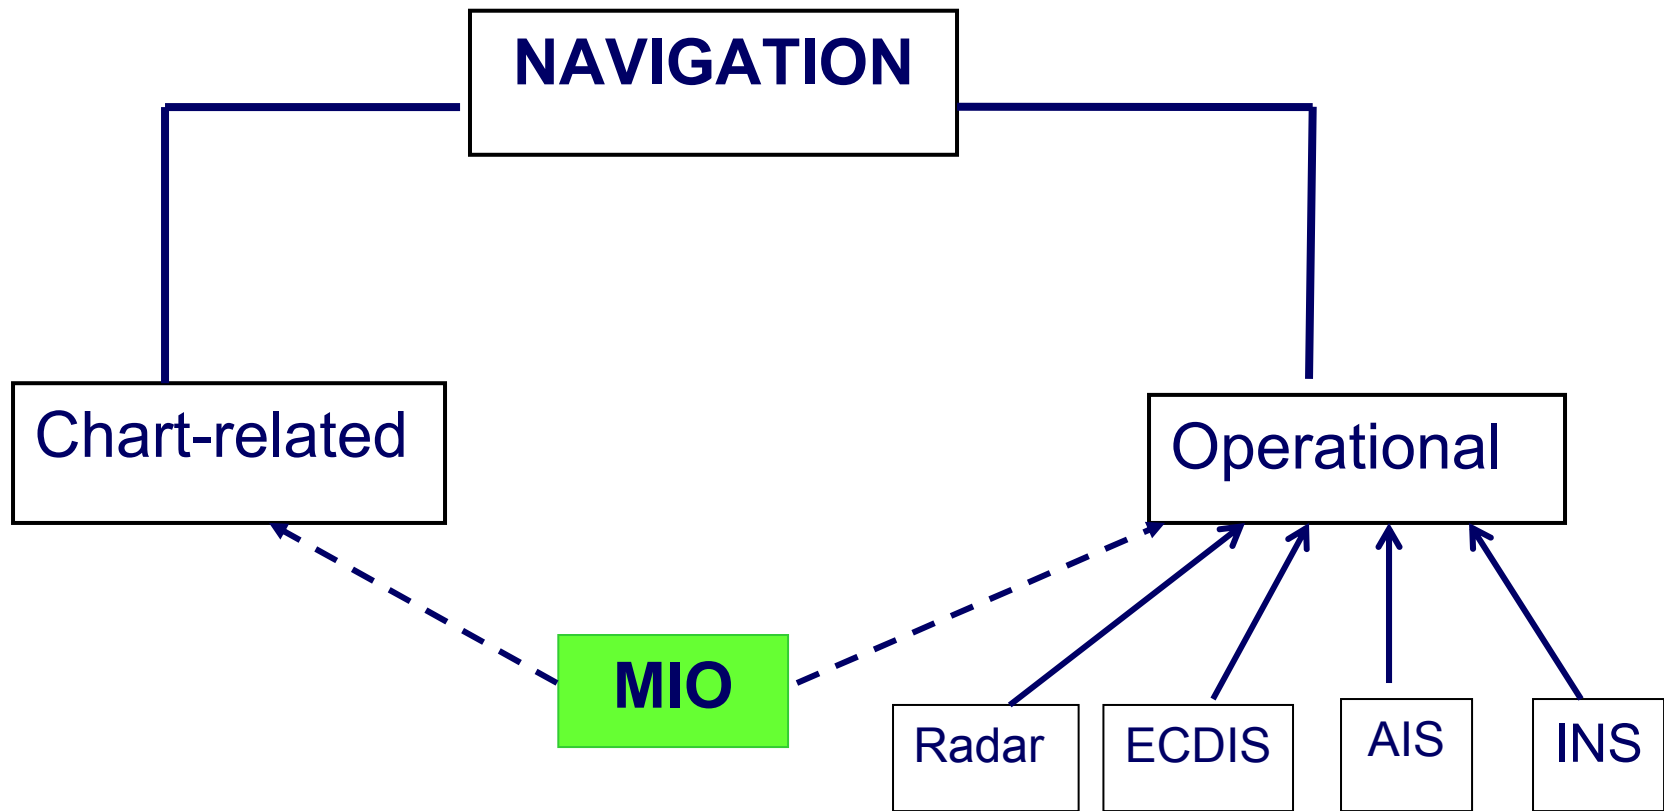 NAVIGATION
Chart-related
Operational
MIO
Radar
ECDIS
AIS
INS